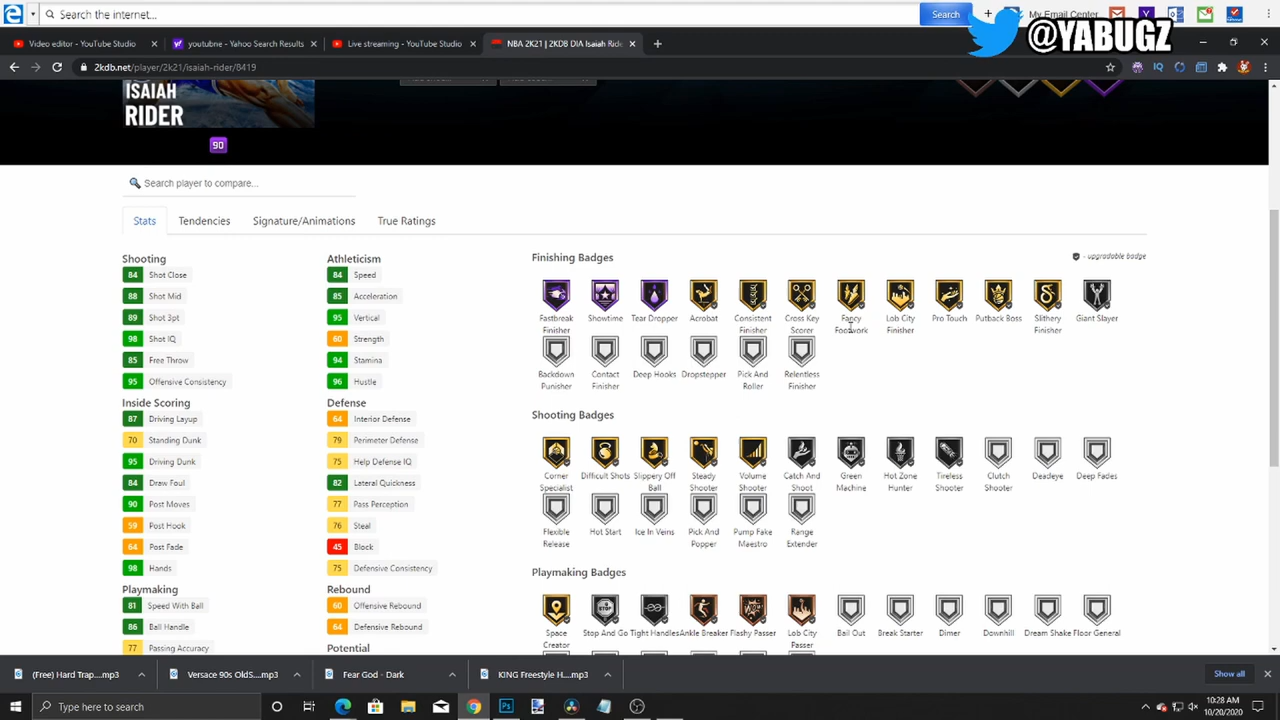 Search the internet...
Search
My Email Center
@YABUGZ
Video editor - YouTube Studio
youtubne - Yahoo Search Results
Live streaming - YouTube Studio
NBA 2K21 | 2KDB DIA Isaiah Ride
2kdb.net/player/2k21/isaiah-rider/8419
ISAIAH
RIDER
90
Search player to compare...
Stats Tendencies Signature/Animations True Ratings
Shooting
84 Shot Close
88 Shot Mid
89 Shot 3pt
98 Shot IQ
85 Free Throw
95 Offensive Consistency
Inside Scoring
87 Driving Layup
70 Standing Dunk
95 Driving Dunk
84 Draw Foul
90 Post Moves
59 Post Hook
64 Post Fade
98 Hands
Playmaking
81 Speed With Ball
86 Ball Handle
77 Passing Accuracy
Athleticism
84 Speed
85 Acceleration
95 Vertical
60 Strength
94 Stamina
96 Hustle
Defense
64 Interior Defense
79 Perimeter Defense
75 Help Defense IQ
82 Lateral Quickness
77 Pass Perception
76 Steal
45 Block
75 Defensive Consistency
Rebound
60 Offensive Rebound
64 Defensive Rebound
Potential
Finishing Badges
- upgradable badge
Fastbreak Finisher
Showtime
Tear Dropper
Acrobat
Consistent Finisher
Cross Key Scorer
Fancy Footwork
Lob City Finisher
Pro Touch
Putback Boss
Slithery Finisher
Giant Slayer
Backdown Punisher
Contact Finisher
Deep Hooks
Dropstepper
Pick And Roller
Relentless Finisher
Shooting Badges
Corner Specialist
Difficult Shots
Slippery Off Ball
Steady Shooter
Volume Shooter
Catch And Shoot
Green Machine
Hot Zone Hunter
Tireless Shooter
Clutch Shooter
Deadeye
Deep Fades
Flexible Release
Hot Start
Ice In Veins
Pick And Popper
Pump Fake Maestro
Range Extender
Playmaking Badges
Space Creator
Stop And Go
Tight Handles
Ankle Breaker
Flashy Passer
Lob City Passer
Bail Out
Break Starter
Dimer
Downhill
Dream Shake
Floor General
(Free) Hard Trap....mp3
Versace 90s OldS....mp3
Fear God - Dark
KING Freestyle H....mp3
Show all
Type here to search
10:28 AM
10/20/2020